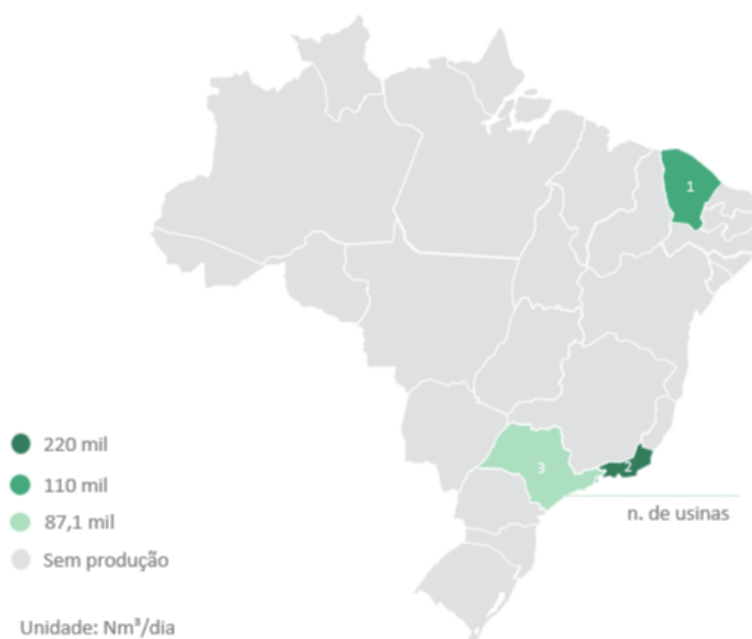 1
3
2
n. de usinas
220 mil
110 mil
87,1 mil
Sem produção
Unidade: Nm³/dia